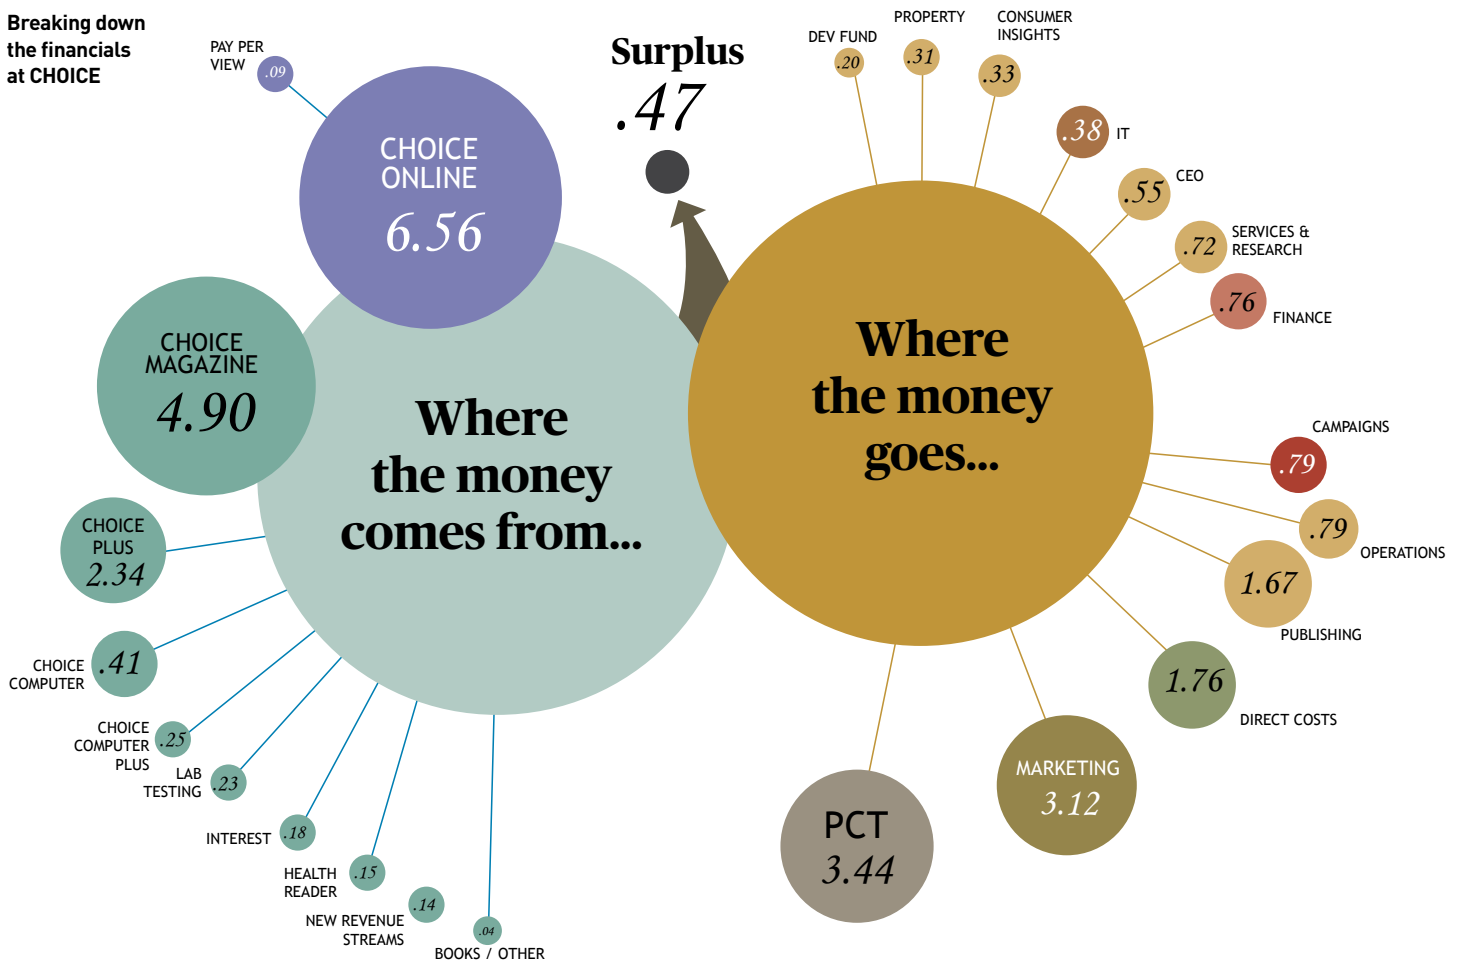 Breaking down
the financials
at CHOICE
PAY PER
VIEW
.09
CHOICE
ONLINE
6.56
CHOICE
MAGAZINE
4.90
CHOICE
PLUS
2.34
CHOICE
COMPUTER
.41
CHOICE
COMPUTER
PLUS
.25
LAB
TESTING
.23
INTEREST
.18
HEALTH
READER
.15
NEW REVENUE
STREAMS
.14
BOOKS / OTHER
.04
Where
the money
comes from...
Surplus
.47
Where
the money
goes...
DEV FUND
.20
PROPERTY
.31
CONSUMER
INSIGHTS
.33
.38
IT
.55
CEO
.72
SERVICES &
RESEARCH
.76
FINANCE
CAMPAIGNS
.79
.79
OPERATIONS
1.67
PUBLISHING
1.76
DIRECT COSTS
MARKETING
3.12
PCT
3.44